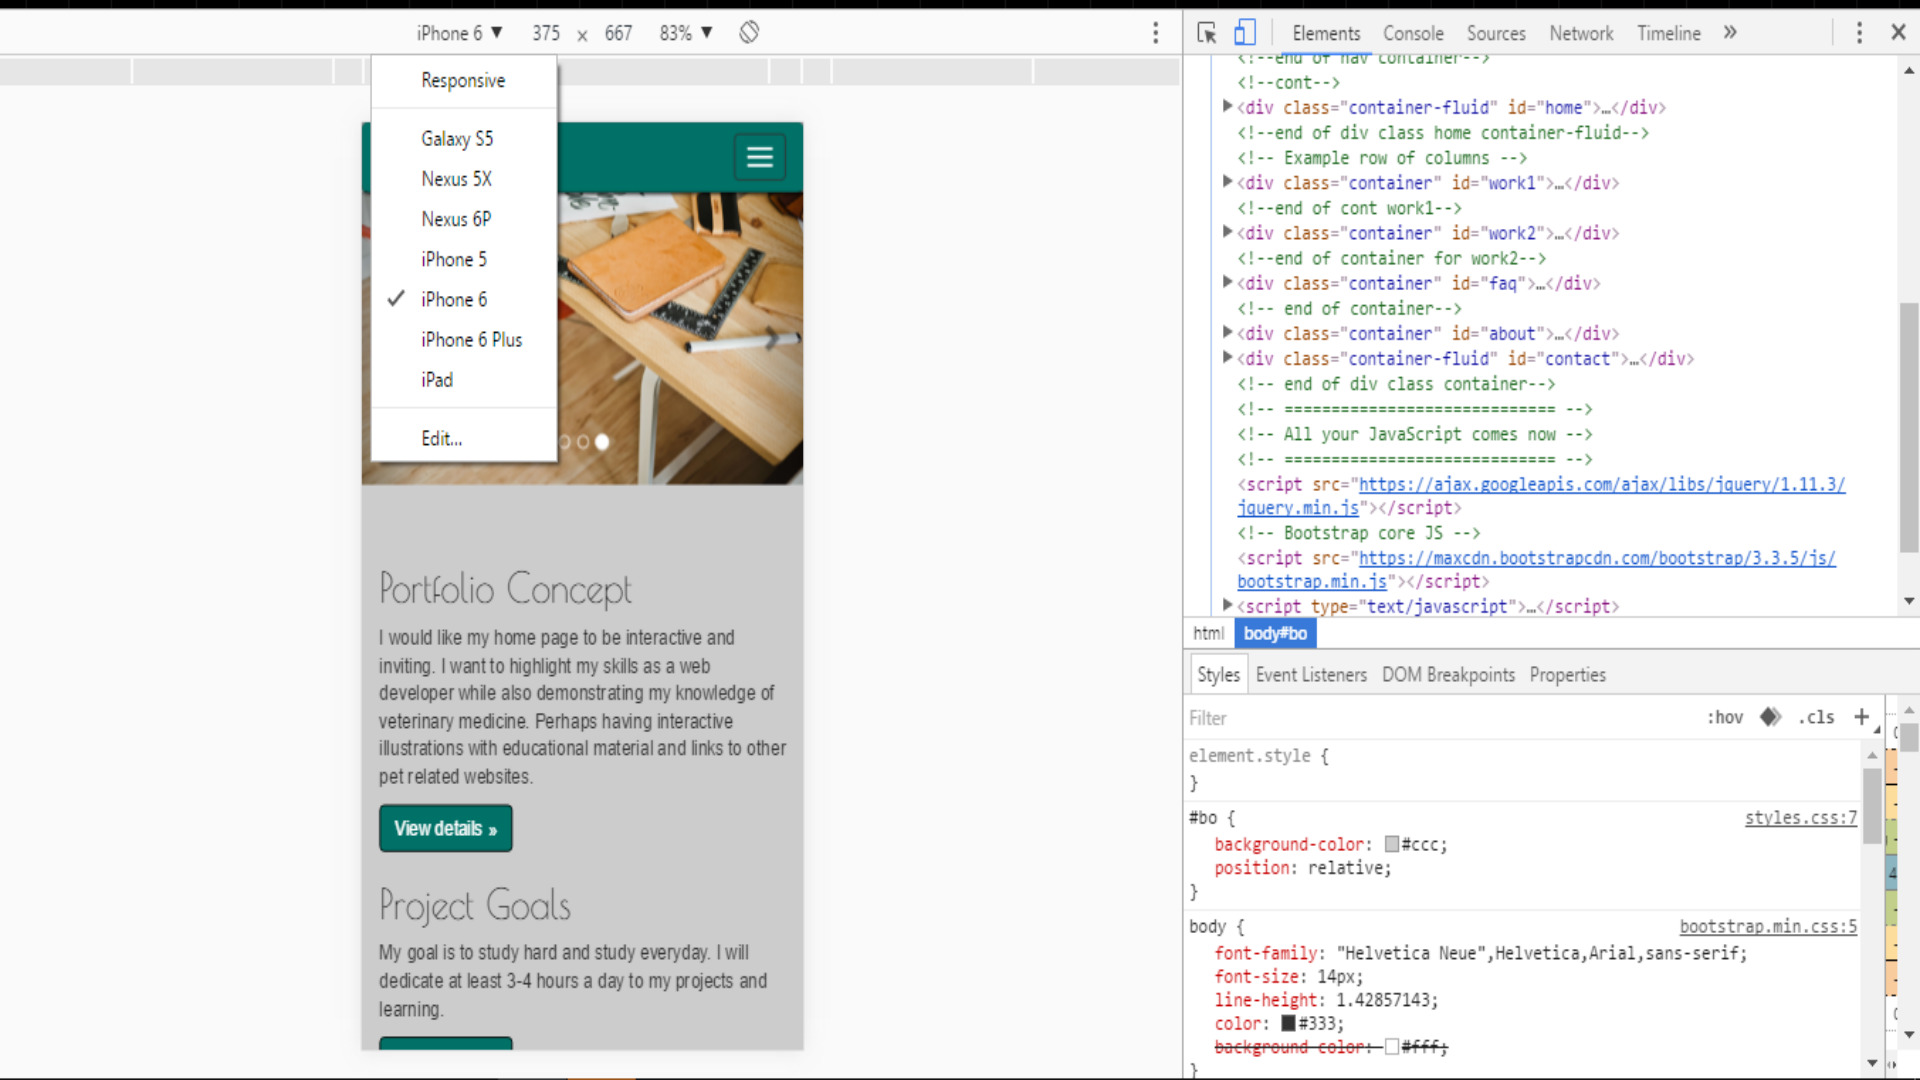 iPhone 6 ▼ 375 x 667 83% ▼
Responsive
Galaxy S5
Nexus 5X
Nexus 6P
iPhone 5
✓ iPhone 6
iPhone 6 Plus
iPad
Edit...
Portfolio Concept
I would like my home page to be interactive and
inviting. I want to highlight my skills as a web
developer while also demonstrating my knowledge of
veterinary medicine. Perhaps having interactive
illustrations with educational material and links to other
pet related websites.
View details »
Project Goals
My goal is to study hard and study everyday. I will
dedicate at least 3-4 hours a day to my projects and
learning.
Elements Console Sources Network Timeline »
<!--end of nav container-->
<!--cont-->
<div class="container-fluid" id="home">…</div>
<!--end of div class home container-fluid-->
<!-- Example row of columns -->
<div class="container" id="work1">…</div>
<!--end of cont work1-->
<div class="container" id="work2">…</div>
<!--end of container for work2-->
<div class="container" id="faq">…</div>
<!-- end of container-->
<div class="container" id="about">…</div>
<div class="container-fluid" id="contact">…</div>
<!-- end of div class container-->
<!-- ============================= -->
<!-- All your JavaScript comes now -->
<!-- ============================= -->
<script src="https://ajax.googleapis.com/ajax/libs/jquery/1.11.3/
jquery.min.js"></script>
<!-- Bootstrap core JS -->
<script src="https://maxcdn.bootstrapcdn.com/bootstrap/3.3.5/js/
bootstrap.min.js"></script>
<script type="text/javascript">…</script>
html body#bo
Styles Event Listeners DOM Breakpoints Properties
Filter :hov .cls +
element.style {
}
#bo { styles.css:7
background-color: #ccc;
position: relative;
}
body { bootstrap.min.css:5
font-family: "Helvetica Neue",Helvetica,Arial,sans-serif;
font-size: 14px;
line-height: 1.42857143;
color: #333;
background-color: #fff;
}